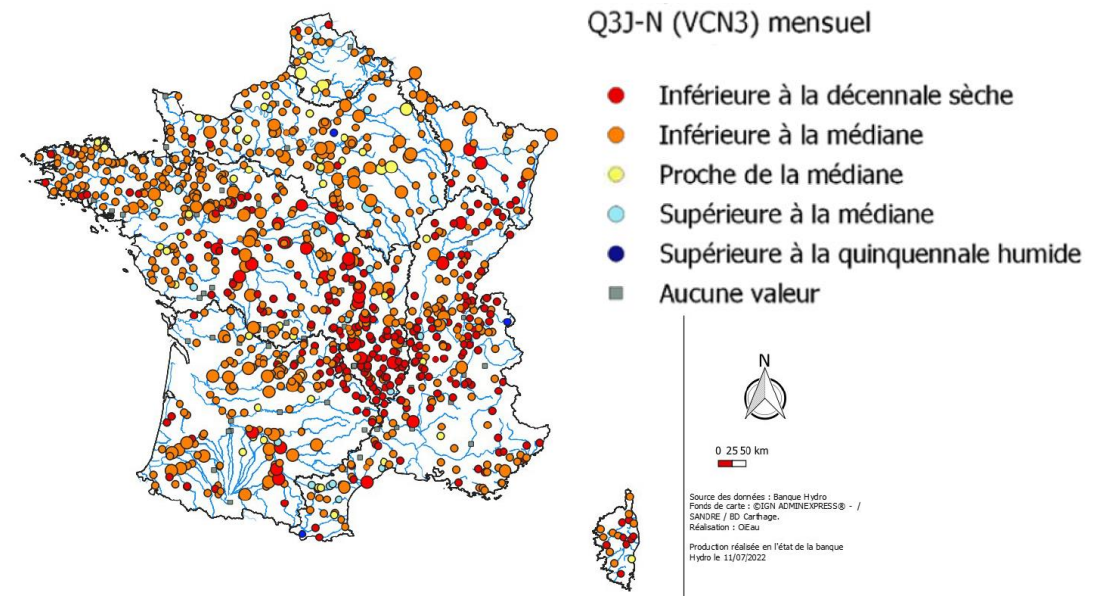 Q3J-N (VCN3) mensuel
Inférieure à la décennale sèche
Inférieure à la médiane
Proche de la médiane
Supérieure à la médiane
Supérieure à la quinquennale humide
Aucune valeur
N
0 25 50 km
Source des données : Banque Hydro
Fonds de carte : ©IGN ADMINEXPRESS® - /
SANDRE / BD Carthage.
Réalisation : OiEau
Production réalisée en l'état de la banque
Hydro le 11/07/2022